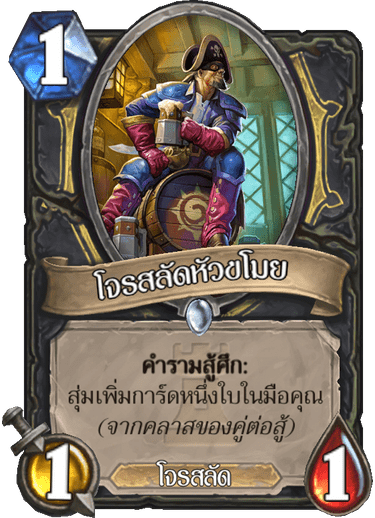 1
โจรสลัดหัวขโมย
คำรามสู้ศึก:
สุ่มเพิ่มการ์ดหนึ่งใบในมือคุณ
(จากคลาสของคู่ต่อสู้)
1
โจรสลัด
1